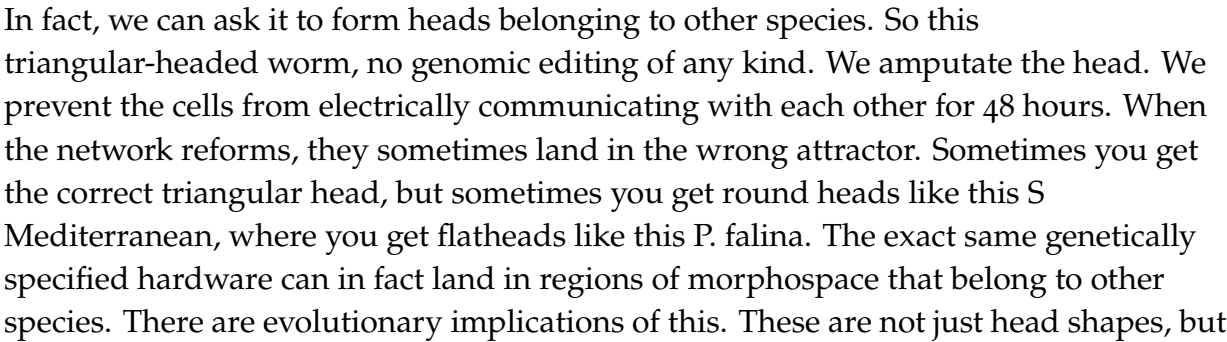 In fact, we can ask it to form heads belonging to other species. So this
triangular-headed worm, no genomic editing of any kind. We amputate the head. We
prevent the cells from electrically communicating with each other for 48 hours. When
the network reforms, they sometimes land in the wrong attractor. Sometimes you get
the correct triangular head, but sometimes you get round heads like this S
Mediterranean, where you get flatheads like this P. falina. The exact same genetically
specified hardware can in fact land in regions of morphospace that belong to other
species. There are evolutionary implications of this. These are not just head shapes, but